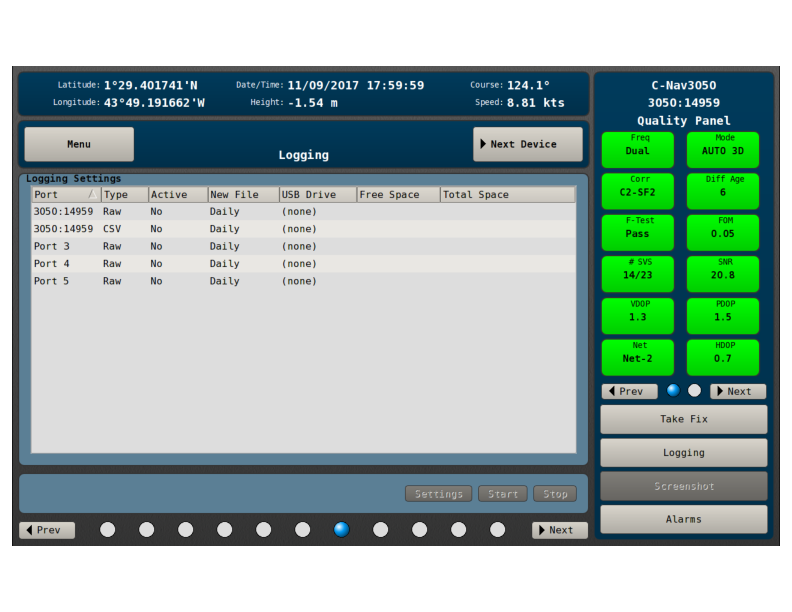 Latitude: 1°29.401741'N Date/Time: 11/09/2017 17:59:59 Course: 124.1°
Longitude: 43°49.191662'W Height: -1.54 m Speed: 8.81 kts
Menu
Logging
Next Device
Logging Settings
Port Type Active New File USB Drive Free Space Total Space
3050:14959 Raw No Daily (none)
3050:14959 CSV No Daily (none)
Port 3 Raw No Daily (none)
Port 4 Raw No Daily (none)
Port 5 Raw No Daily (none)
Settings Start Stop
Prev Next
C-Nav3050
3050:14959
Quality Panel
Freq Mode
Dual AUTO 3D
Corr Diff Age
C2-SF2 6
F-Test FOM
Pass 0.05
# SVS SNR
14/23 20.8
VDOP PDOP
1.3 1.5
Net HDOP
Net-2 0.7
Prev Next
Take Fix
Logging
Screenshot
Alarms